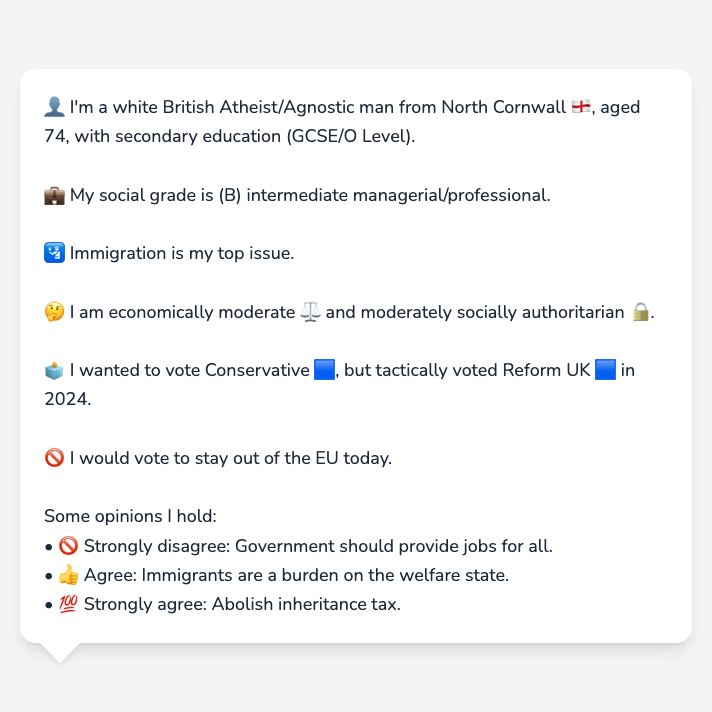 👤 I'm a white British Atheist/Agnostic man from North Cornwall 🏴󠁧󠁢󠁥󠁮󠁧󠁿, aged
74, with secondary education (GCSE/O Level).
💼 My social grade is (B) intermediate managerial/professional.
🛂 Immigration is my top issue.
🤔 I am economically moderate ⚖️ and moderately socially authoritarian 🔒.
🗳️ I wanted to vote Conservative 🟦, but tactically voted Reform UK 🟦 in
2024.
🚫 I would vote to stay out of the EU today.
Some opinions I hold:
• 🚫 Strongly disagree: Government should provide jobs for all.
• 👍 Agree: Immigrants are a burden on the welfare state.
• 💯 Strongly agree: Abolish inheritance tax.